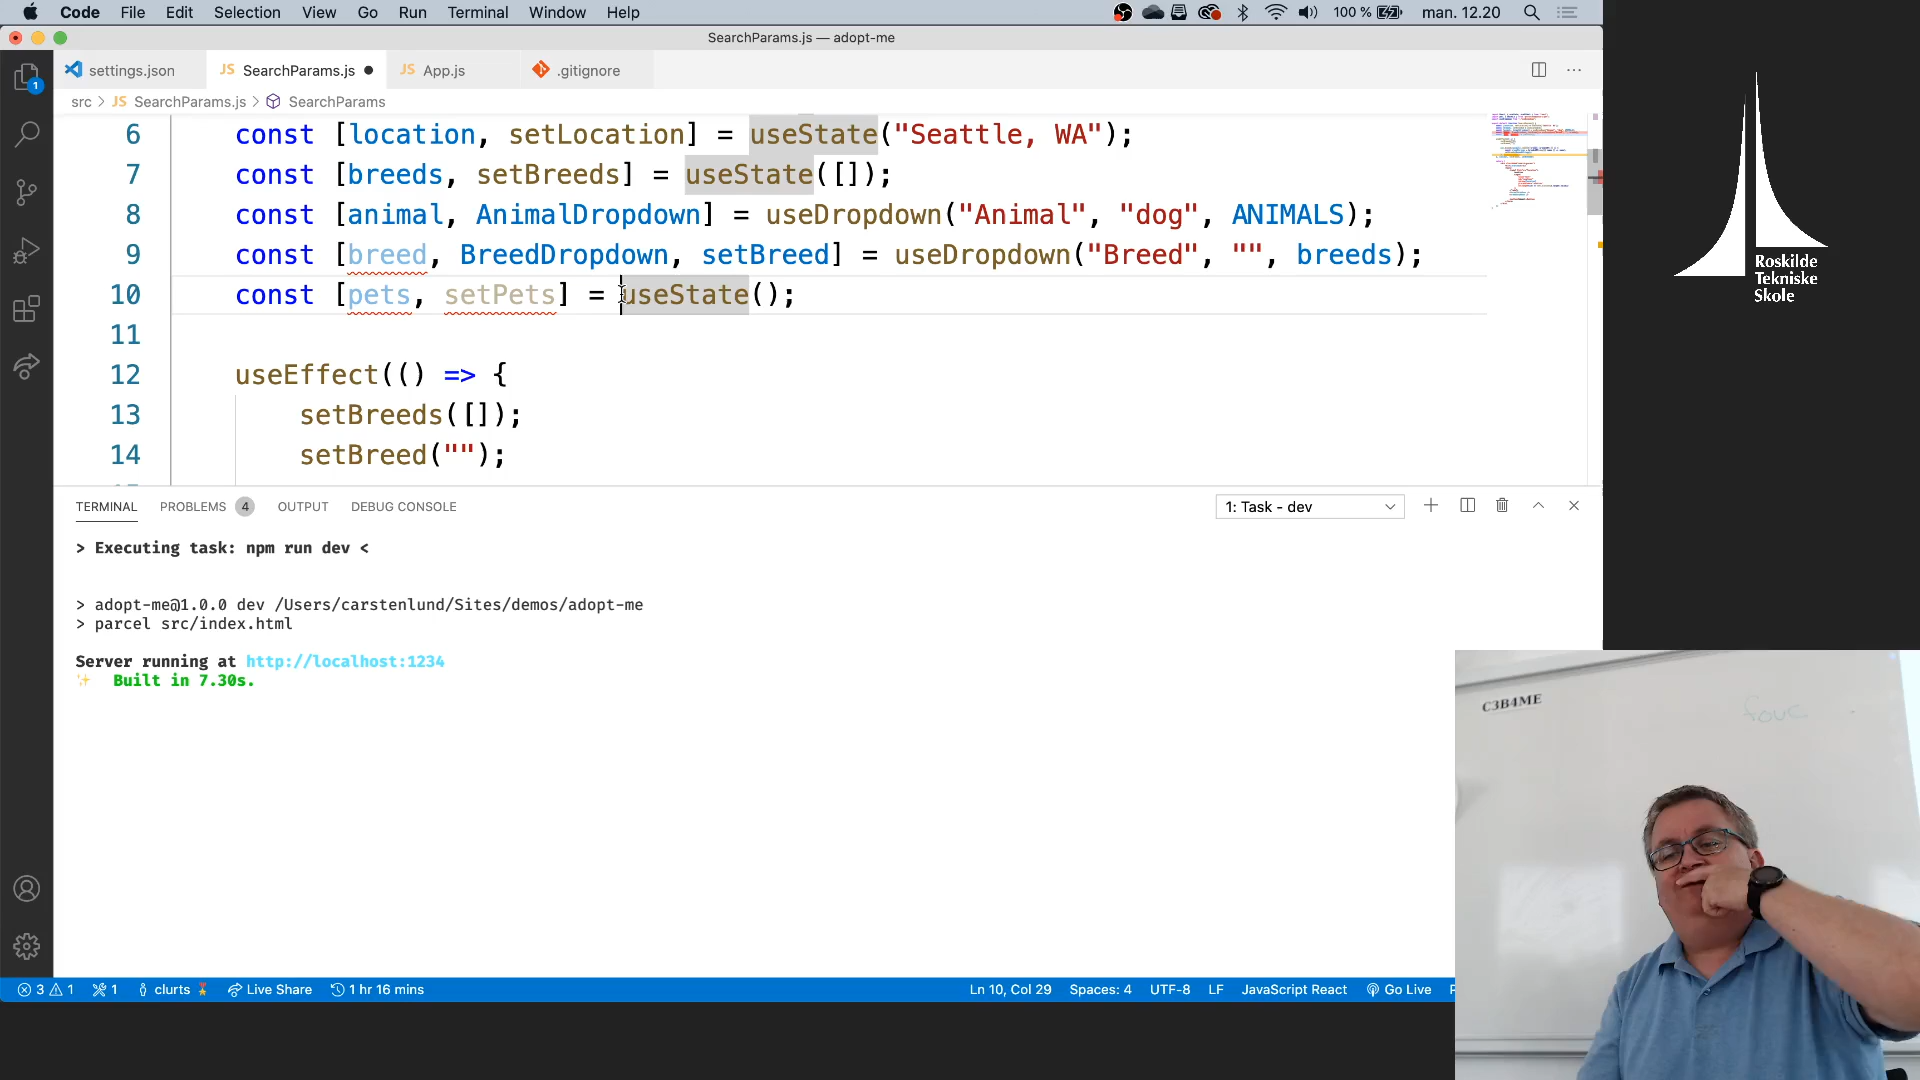 Code File Edit Selection View Go Run Terminal Window Help 100 % man. 12.20
SearchParams.js — adopt-me
settings.json JS SearchParams.js JS App.js .gitignore
src > JS SearchParams.js > SearchParams
6 const [location, setLocation] = useState("Seattle, WA");
7 const [breeds, setBreeds] = useState([]);
8 const [animal, AnimalDropdown] = useDropdown("Animal", "dog", ANIMALS);
9 const [breed, BreedDropdown, setBreed] = useDropdown("Breed", "", breeds);
10 const [pets, setPets] = useState();
11
12 useEffect(() => {
13 setBreeds([]);
14 setBreed("");
TERMINAL PROBLEMS 4 OUTPUT DEBUG CONSOLE 1: Task - dev
> Executing task: npm run dev <
> adopt-me@1.0.0 dev /Users/carstenlund/Sites/demos/adopt-me
> parcel src/index.html
Server running at http://localhost:1234
✨ Built in 7.30s.
1
3 1 1 clurts Live Share 1 hr 16 mins Ln 10, Col 29 Spaces: 4 UTF-8 LF JavaScript React Go Live
Roskilde
Tekniske
Skole
C3B4ME